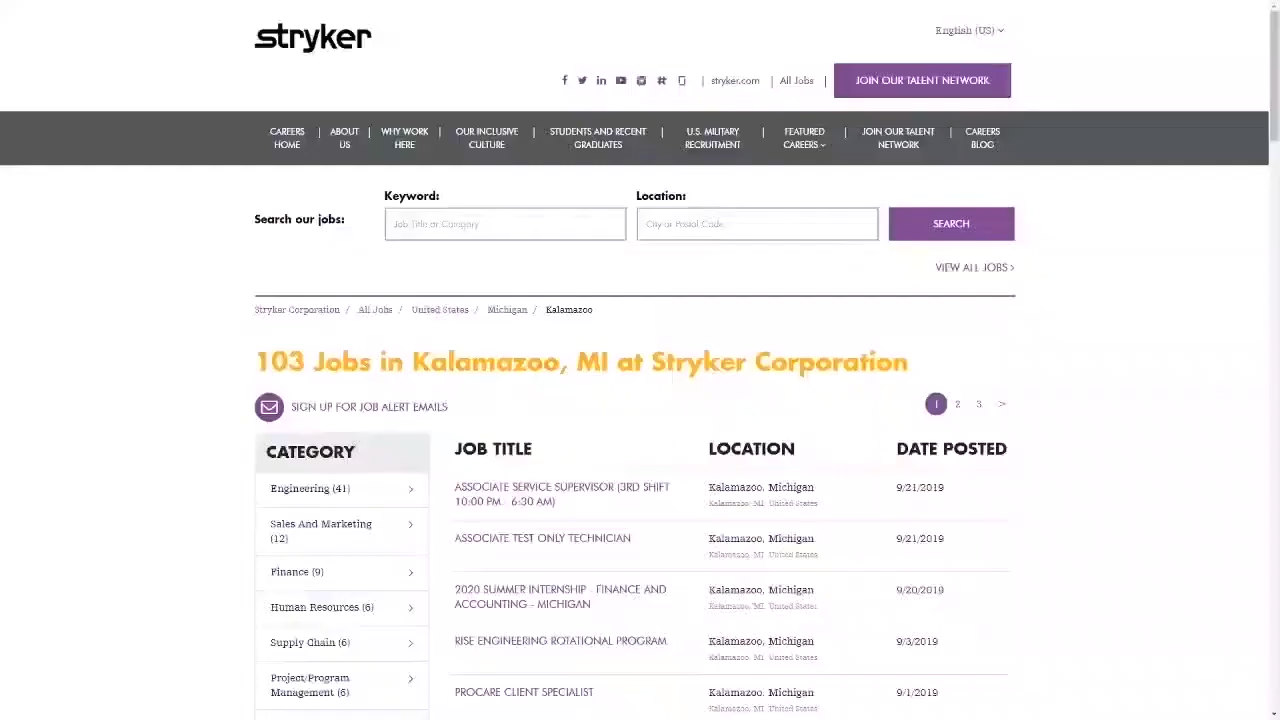 stryker
English (US)
stryker.com
All Jobs
JOIN OUR TALENT NETWORK
CAREERS HOME
ABOUT US
WHY WORK HERE
OUR INCLUSIVE CULTURE
STUDENTS AND RECENT GRADUATES
U.S. MILITARY RECRUITMENT
FEATURED CAREERS
JOIN OUR TALENT NETWORK
CAREERS BLOG
Search our jobs:
Keyword:
Job Title or Category
Location:
City or Postal Code
SEARCH
VIEW ALL JOBS >
Stryker Corporation / All Jobs / United States / Michigan / Kalamazoo
103 Jobs in Kalamazoo, MI at Stryker Corporation
SIGN UP FOR JOB ALERT EMAILS
1 2 3 >
CATEGORY
Engineering (41)
Sales And Marketing
(12)
Finance (9)
Human Resources (6)
Supply Chain (6)
Project/Program
Management (6)
JOB TITLE LOCATION DATE POSTED
ASSOCIATE SERVICE SUPERVISOR (3RD SHIFT
10:00 PM - 6:30 AM)
Kalamazoo, Michigan
Kalamazoo, MI, United States
9/21/2019
ASSOCIATE TEST ONLY TECHNICIAN
Kalamazoo, Michigan
Kalamazoo, MI, United States
9/21/2019
2020 SUMMER INTERNSHIP - FINANCE AND
ACCOUNTING - MICHIGAN
Kalamazoo, Michigan
Kalamazoo, MI, United States
9/20/2019
RISE ENGINEERING ROTATIONAL PROGRAM
Kalamazoo, Michigan
Kalamazoo, MI, United States
9/3/2019
PROCARE CLIENT SPECIALIST
Kalamazoo, Michigan
Kalamazoo, MI, United States
9/1/2019